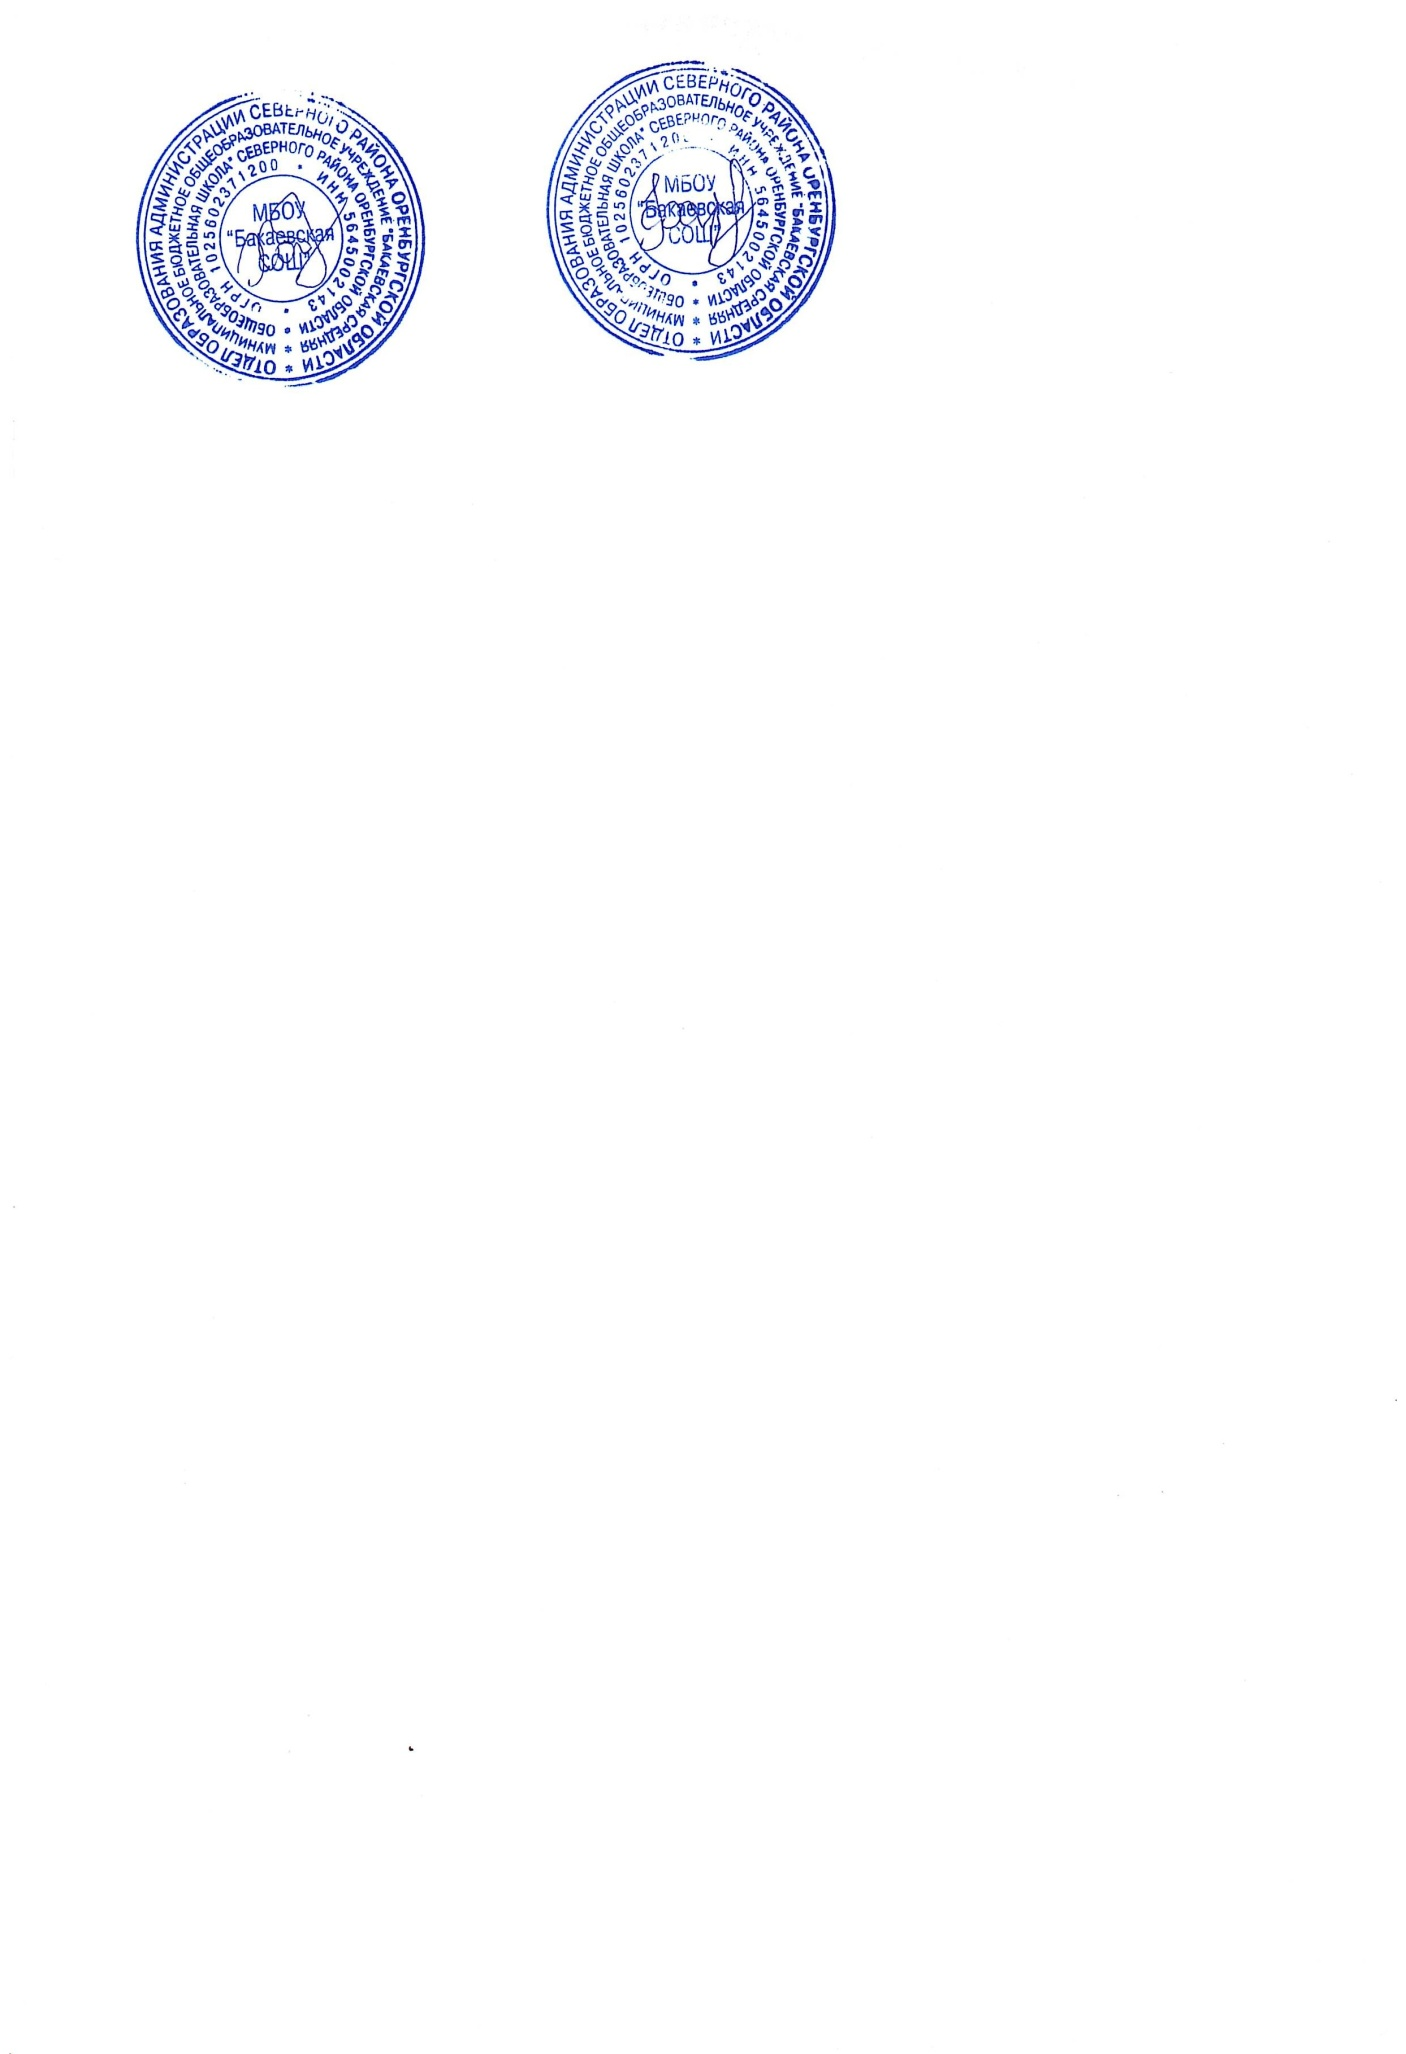 ОТДЕЛ ОБРАЗОВАНИЯ АДМИНИСТРАЦИИ СЕВЕРНОГО РАЙОНА ОРЕНБУРГСКОЙ ОБЛАСТИ *
МУНИЦИПАЛЬНОЕ БЮДЖЕТНОЕ ОБЩЕОБРАЗОВАТЕЛЬНОЕ УЧРЕЖДЕНИЕ "БАКАЕВСКАЯ СРЕДНЯЯ *
ОБЩЕОБРАЗОВАТЕЛЬНАЯ ШКОЛА" СЕВЕРНОГО РАЙОНА ОРЕНБУРГСКОЙ ОБЛАСТИ *
ОГРН 1025602371200 * ИНН 5645002143 *
МБОУ
"Бакаевская
СОШ"
ОТДЕЛ ОБРАЗОВАНИЯ АДМИНИСТРАЦИИ СЕВЕРНОГО РАЙОНА ОРЕНБУРГСКОЙ ОБЛАСТИ *
МУНИЦИПАЛЬНОЕ БЮДЖЕТНОЕ ОБЩЕОБРАЗОВАТЕЛЬНОЕ УЧРЕЖДЕНИЕ "БАКАЕВСКАЯ СРЕДНЯЯ *
ОБЩЕОБРАЗОВАТЕЛЬНАЯ ШКОЛА" СЕВЕРНОГО РАЙОНА ОРЕНБУРГСКОЙ ОБЛАСТИ *
ОГРН 102560237120 * ИНН 5645002143 *
МБОУ
"Бакаевская
СОШ"